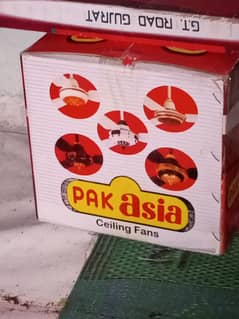 G.T. ROAD GUJRAT
PAK asia
Ceiling Fans